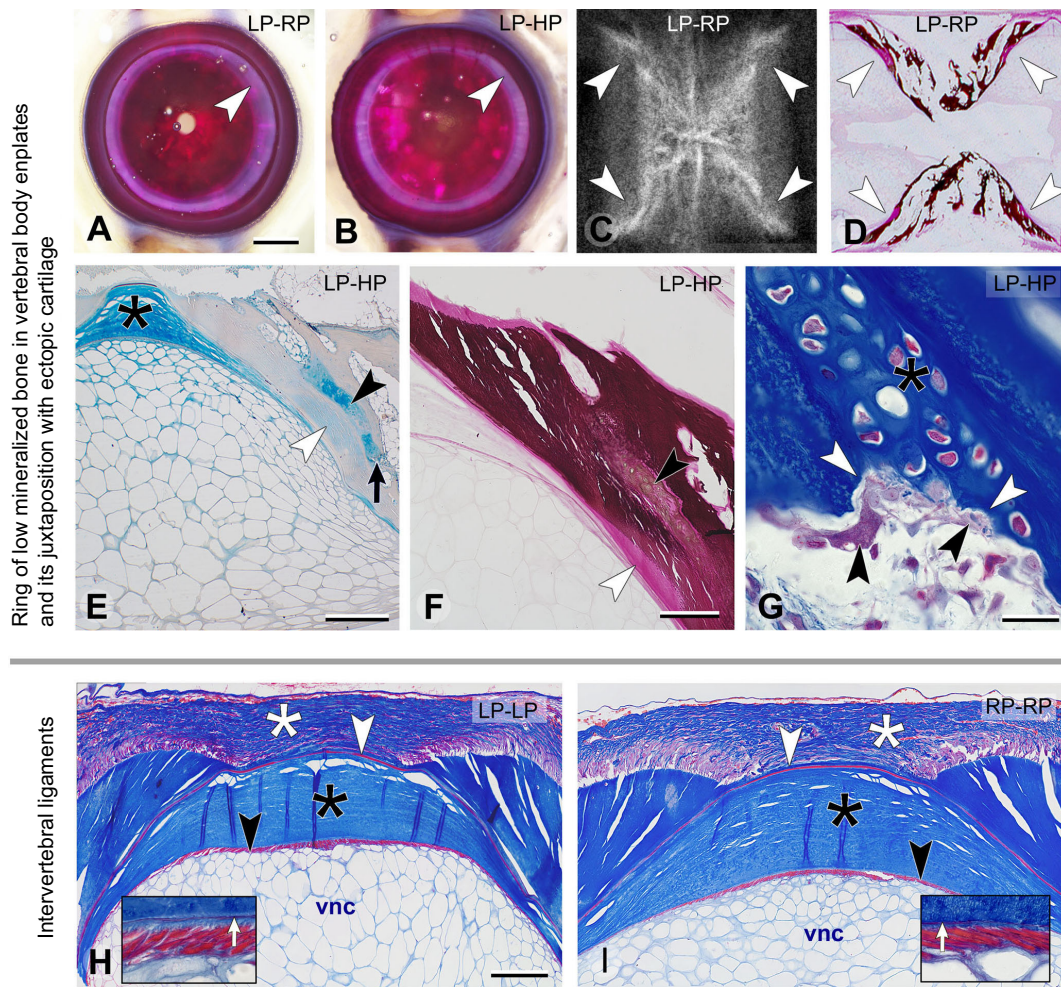 Ring of low mineralized bone in vertebral body enplates
and its juxtaposition with ectopic cartilage
LP-RP
A
LP-HP
B
LP-RP
C
LP-RP
D
LP-HP
E
LP-HP
F
LP-HP
G
Intervertebral ligaments
LP-LP
vnc
H
RP-RP
vnc
I